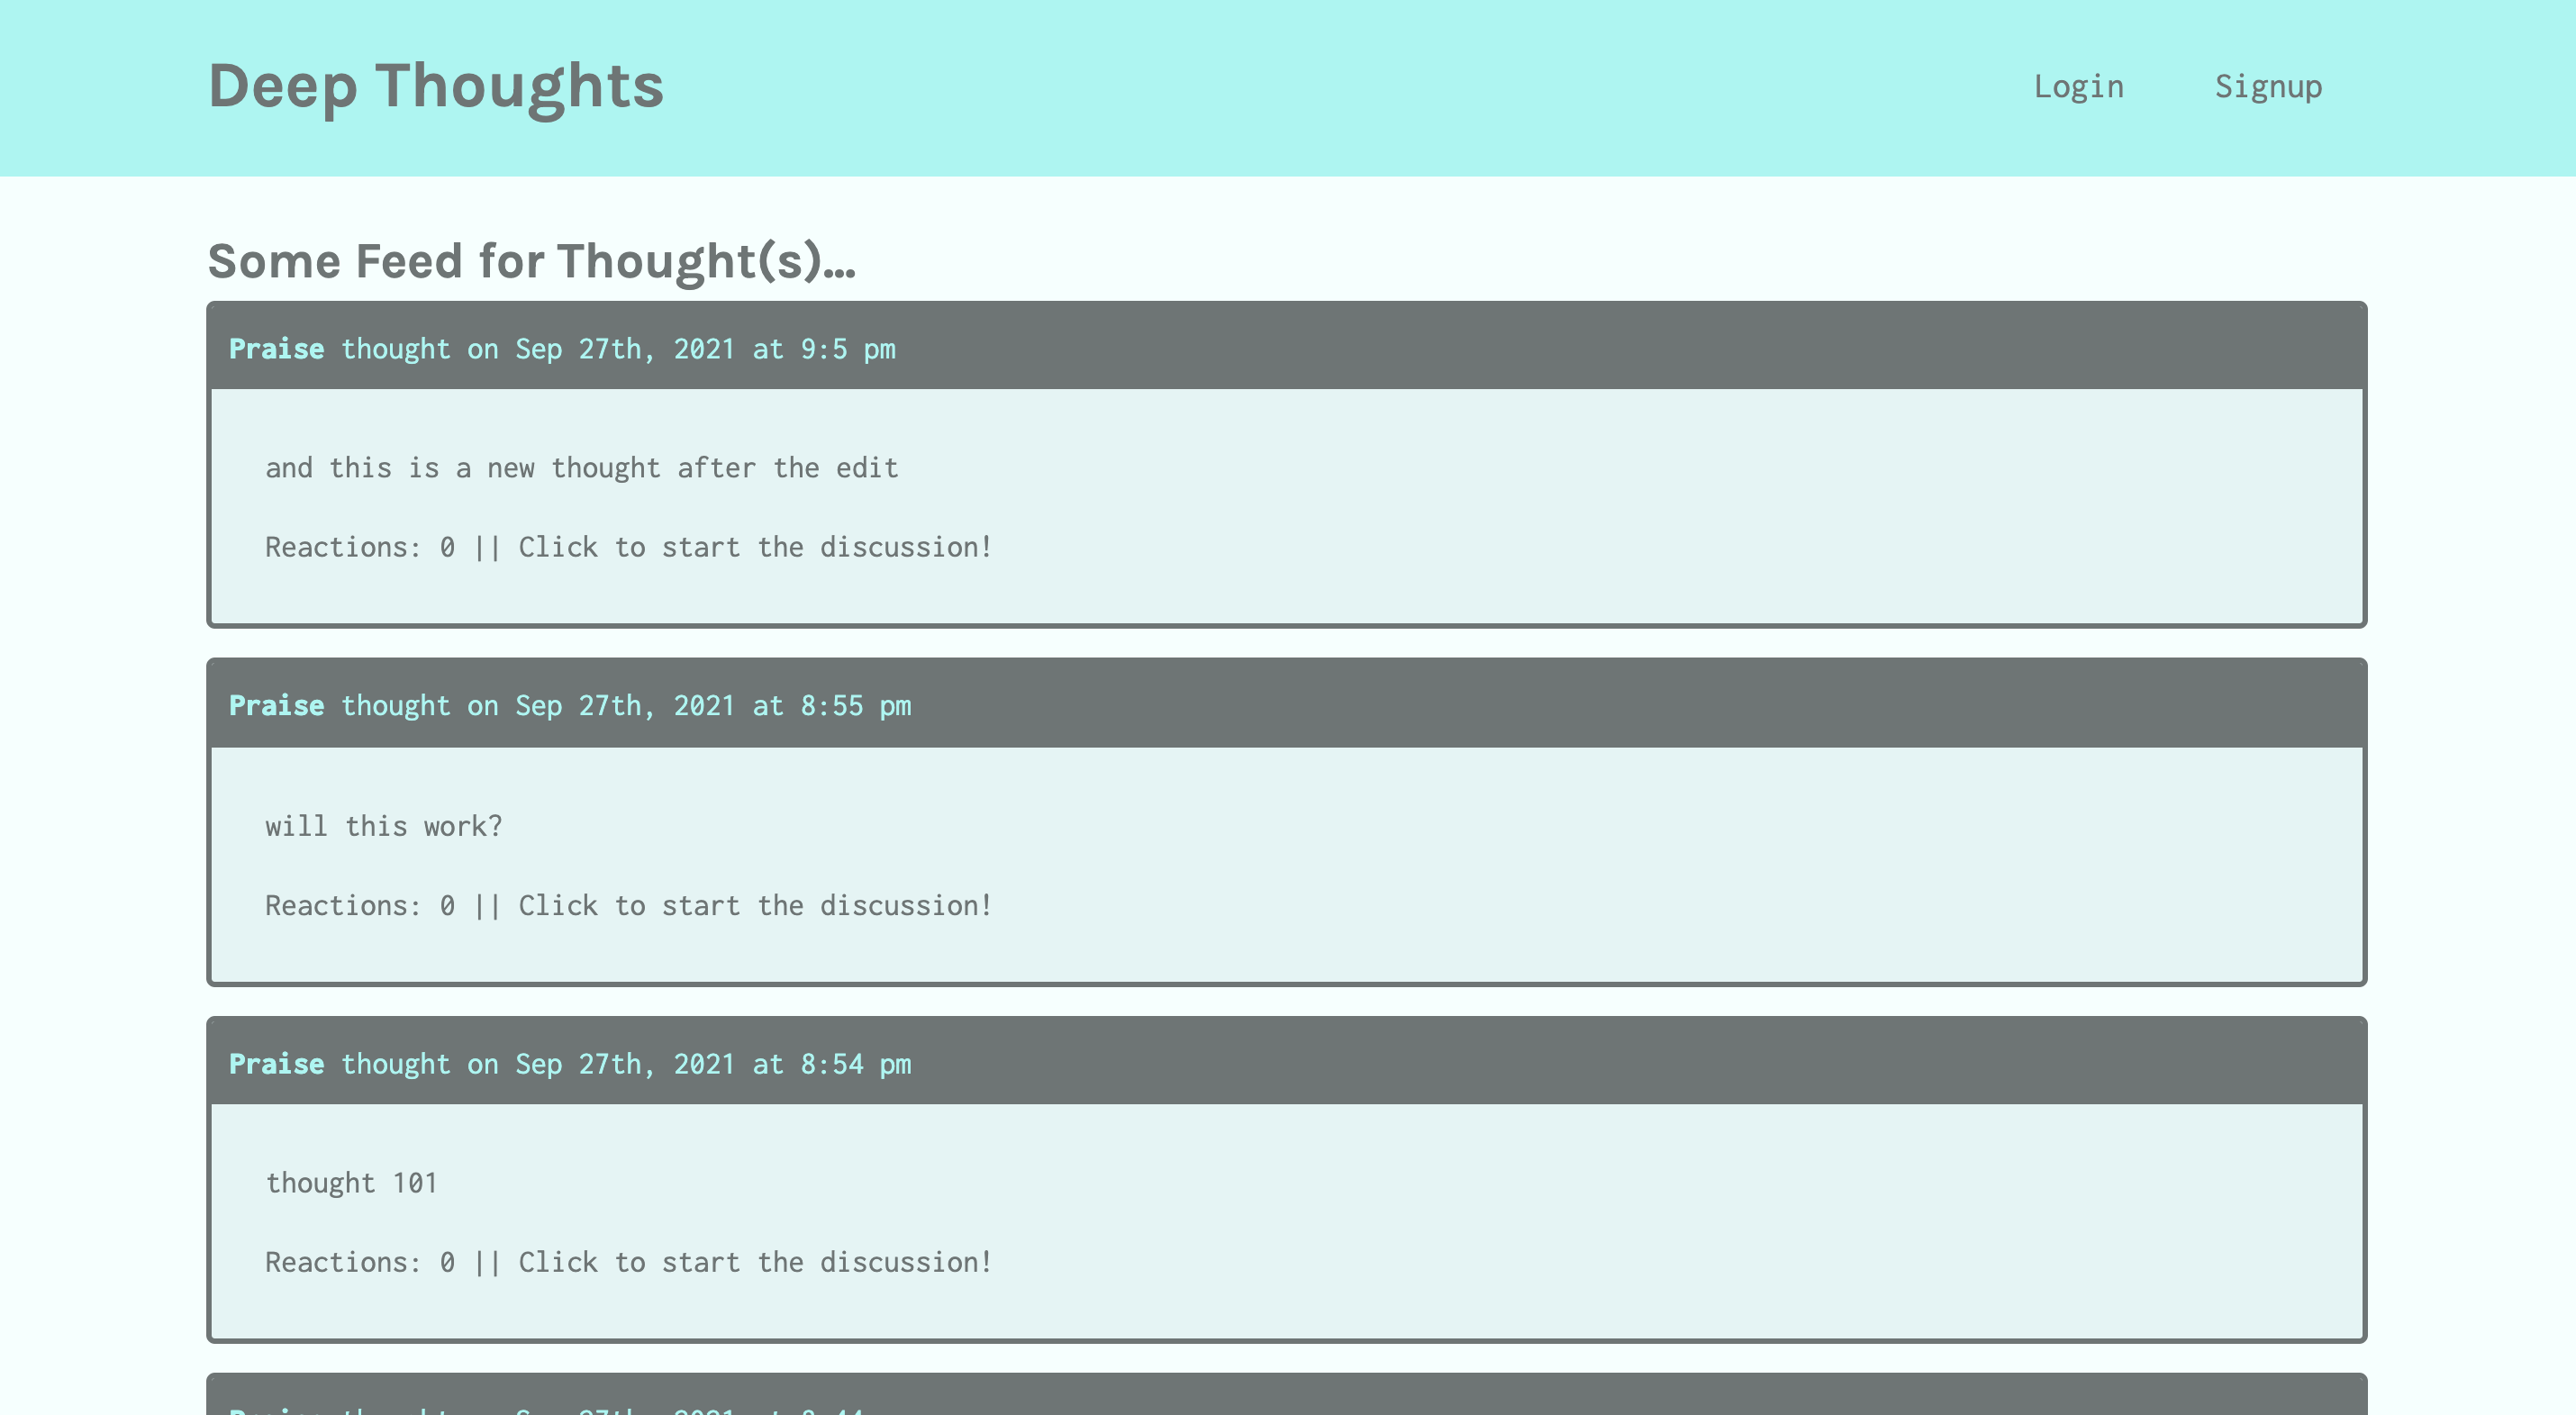 Deep Thoughts
Login Signup
Some Feed for Thought(s)...
Praise thought on Sep 27th, 2021 at 9:5 pm
and this is a new thought after the edit
Reactions: 0 || Click to start the discussion!
Praise thought on Sep 27th, 2021 at 8:55 pm
will this work?
Reactions: 0 || Click to start the discussion!
Praise thought on Sep 27th, 2021 at 8:54 pm
thought 101
Reactions: 0 || Click to start the discussion!